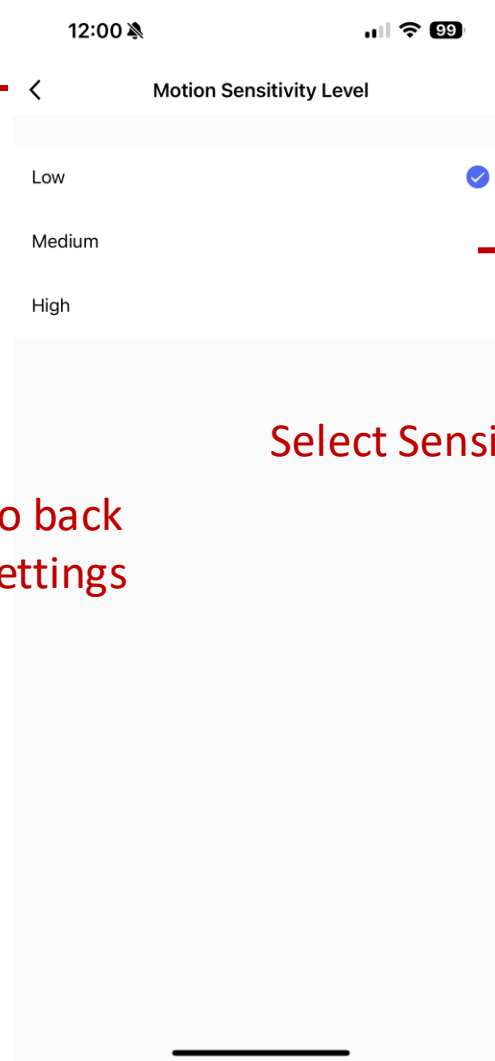 12:00
99
Motion Sensitivity Level
Low
Medium
High
Select Sensi
o back
ettings